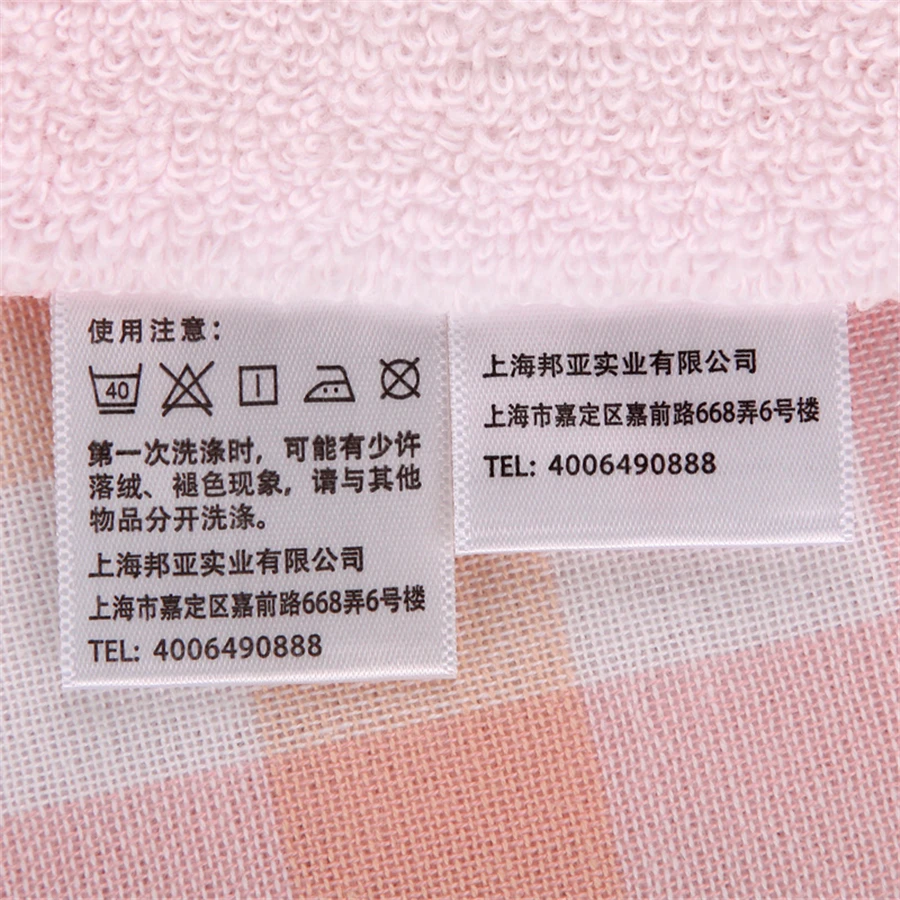 使用注意：
40
第一次洗涤时，可能有少许
落绒、褪色现象，请与其他
物品分开洗涤。
上海邦亚实业有限公司
上海市嘉定区嘉前路668弄6号楼
TEL: 4006490888
上海邦亚实业有限公司
上海市嘉定区嘉前路668弄6号楼
TEL: 4006490888